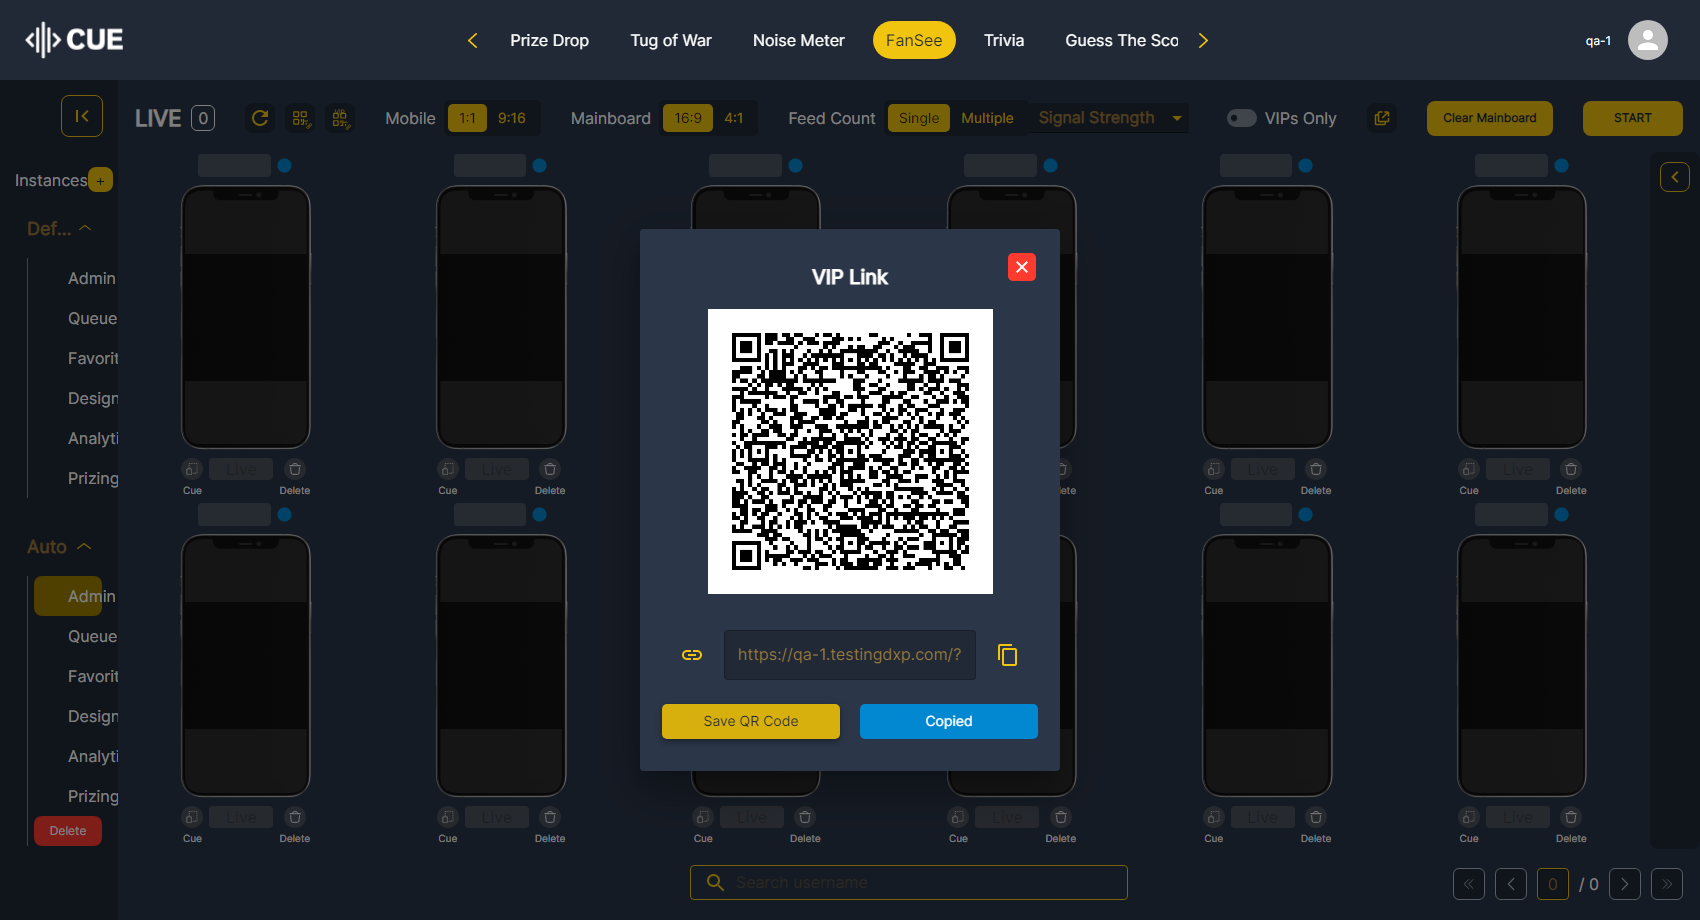 CUE
Prize Drop
Tug of War
Noise Meter
FanSee
Trivia
Guess The Sco
qa-1
LIVE 0
Mobile 1:1 9:16
Mainboard 16:9 4:1
Feed Count Single Multiple
Signal Strength
VIPs Only
Clear Mainboard
START
Instances +
Def...
Admin
Queue
Favorit
Design
Analyti
Prizing
Auto
Admin
Queue
Favorit
Design
Analyti
Prizing
Delete
Live
Cue Delete
Live
Cue Delete
lete
Live
Cue Delete
Live
Cue Delete
VIP Link
https://qa-1.testingdxp.com/?
Save QR Code
Copied
Live
Cue Delete
Live
Cue Delete
Live
Cue Delete
Live
Cue Delete
Live
Cue Delete
Live
Cue Delete
Search username
0 / 0